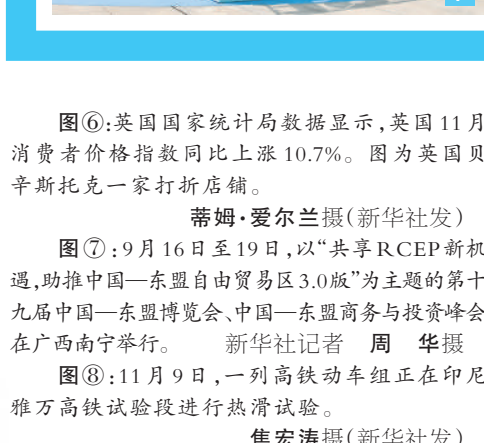 图⑥:英国国家统计局数据显示,英国11月
消费者价格指数同比上涨10.7%。图为英国贝
辛斯托克一家打折店铺。
蒂姆·爱尔兰摄(新华社发)
图⑦:9月16日至19日,以“共享RCEP新机
遇,助推中国—东盟自由贸易区3.0版”为主题的第十
九届中国—东盟博览会、中国—东盟商务与投资峰会
在广西南宁举行。 新华社记者 周 华摄
图⑧:11月9日,一列高铁动车组正在印尼
雅万高铁试验段进行热滑试验。
焦宏涛摄(新华社发)